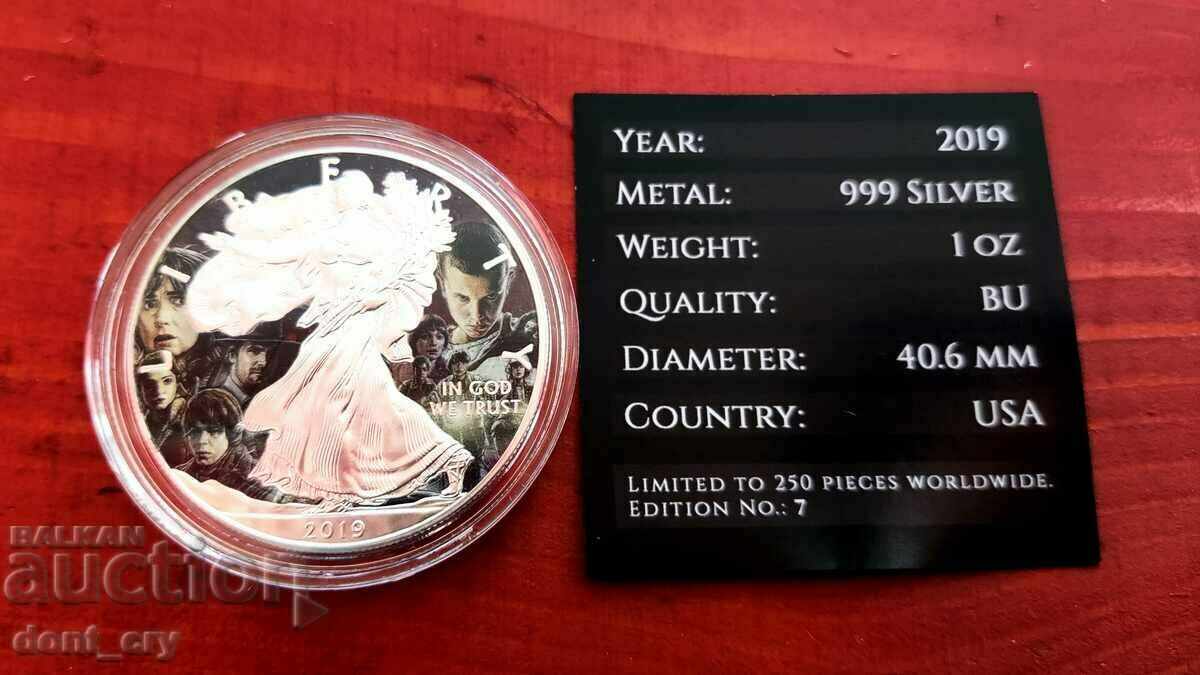 LIBERTY
IN GOD
WE TRUST
2019
YEAR: 2019
METAL: 999 SILVER
WEIGHT: 1 OZ
QUALITY: BU
DIAMETER: 40.6 MM
COUNTRY: USA
LIMITED TO 250 PIECES WORLDWIDE.
EDITION NO.: 7
BALKAN
auction
dont_cry